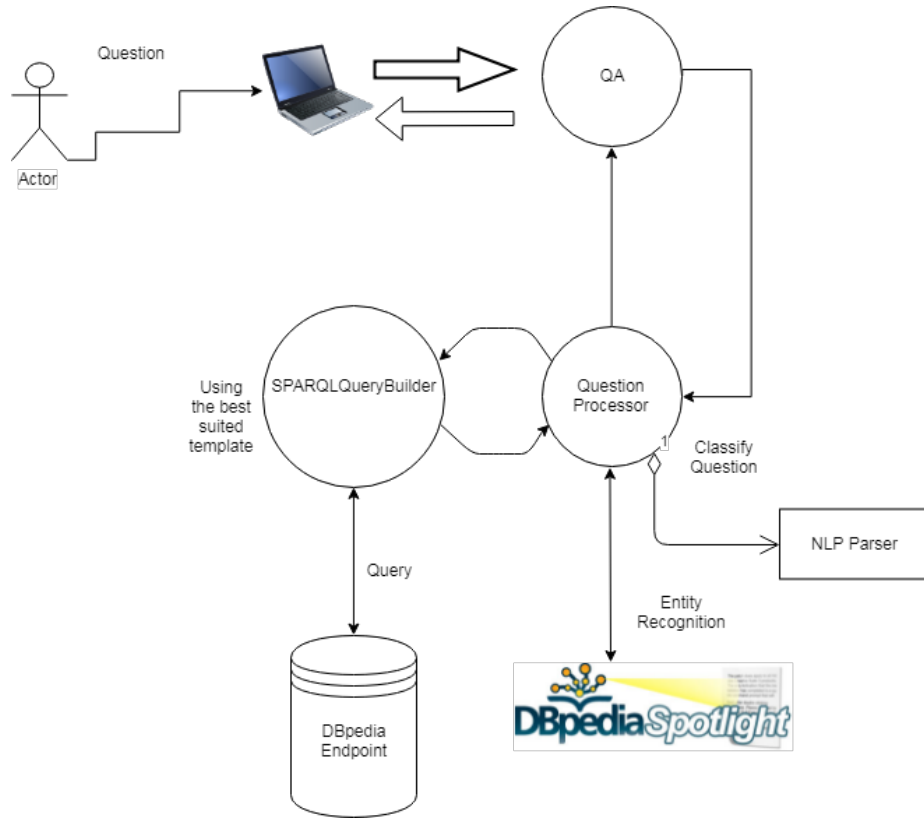 Question
Actor
QA
SPARQLQueryBuilder
Using
the best
suited
template
Question
Processor
1
Classify
Question
NLP Parser
Query
Entity
Recognition
DBpedia
Endpoint
DBpediaSpotlight